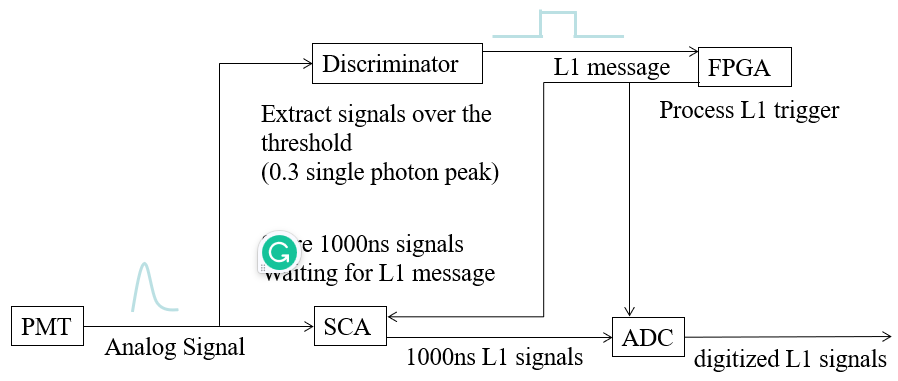 Discriminator
L1 message
FPGA
Process L1 trigger
Extract signals over the
threshold
(0.3 single photon peak)
1000ns signals
for L1 message
PMT
Analog Signal
SCA
1000ns L1 signals
ADC
digitized L1 signals